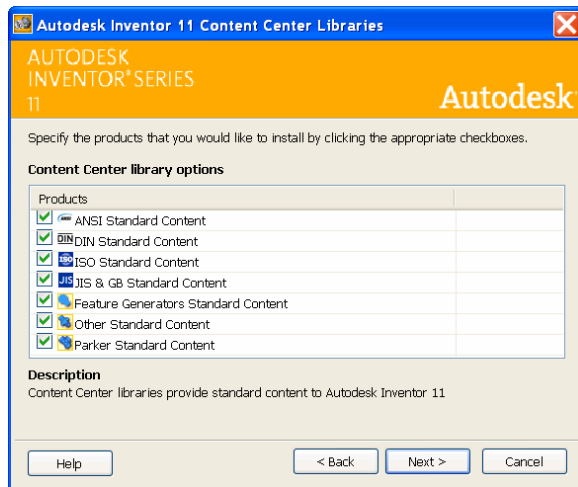 Autodesk Inventor 11 Content Center Libraries
AUTODESK
INVENTOR®SERIES
11
Autodesk
Specify the products that you would like to install by clicking the appropriate checkboxes.
Content Center library options
Products
ANSI Standard Content
DIN DIN Standard Content
ISO ISO Standard Content
JIS JIS & GB Standard Content
Feature Generators Standard Content
Other Standard Content
Parker Standard Content
Description
Content Center libraries provide standard content to Autodesk Inventor 11
Help
< Back
Next >
Cancel